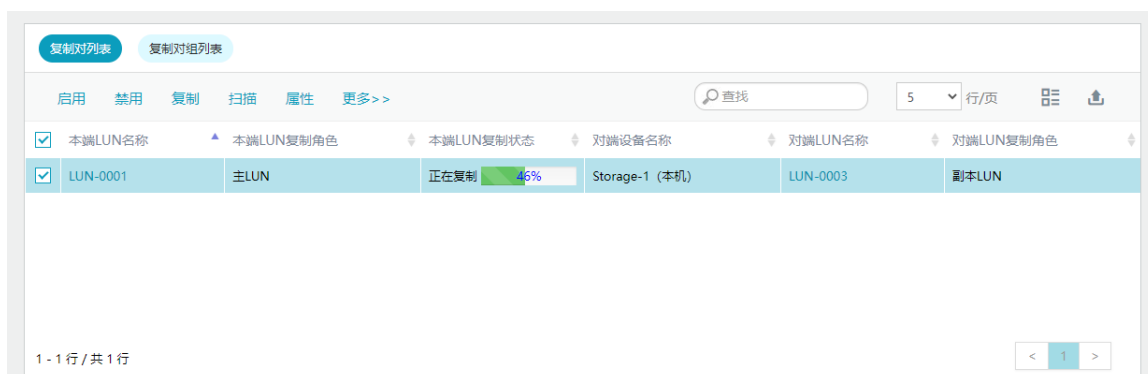 复制对列表 复制对组列表
启用 禁用 复制 扫描 属性 更多>> 查找 5 行/页
本端LUN名称 本端LUN复制角色 本端LUN复制状态 对端设备名称 对端LUN名称 对端LUN复制角色
LUN-0001 主LUN 正在复制 46% Storage-1 (本机) LUN-0003 副本LUN
1 - 1 行 / 共 1 行 < 1 >